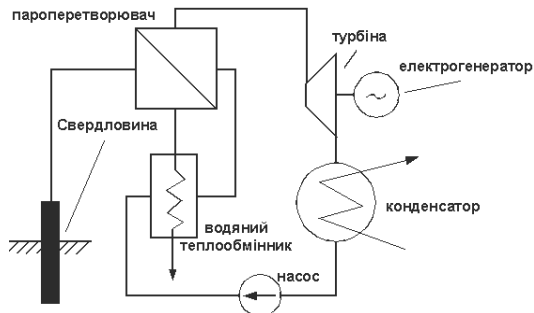 пароперетворювач
турбіна
електрогенератор
Свердловина
водяний
теплообмінник
конденсатор
насос